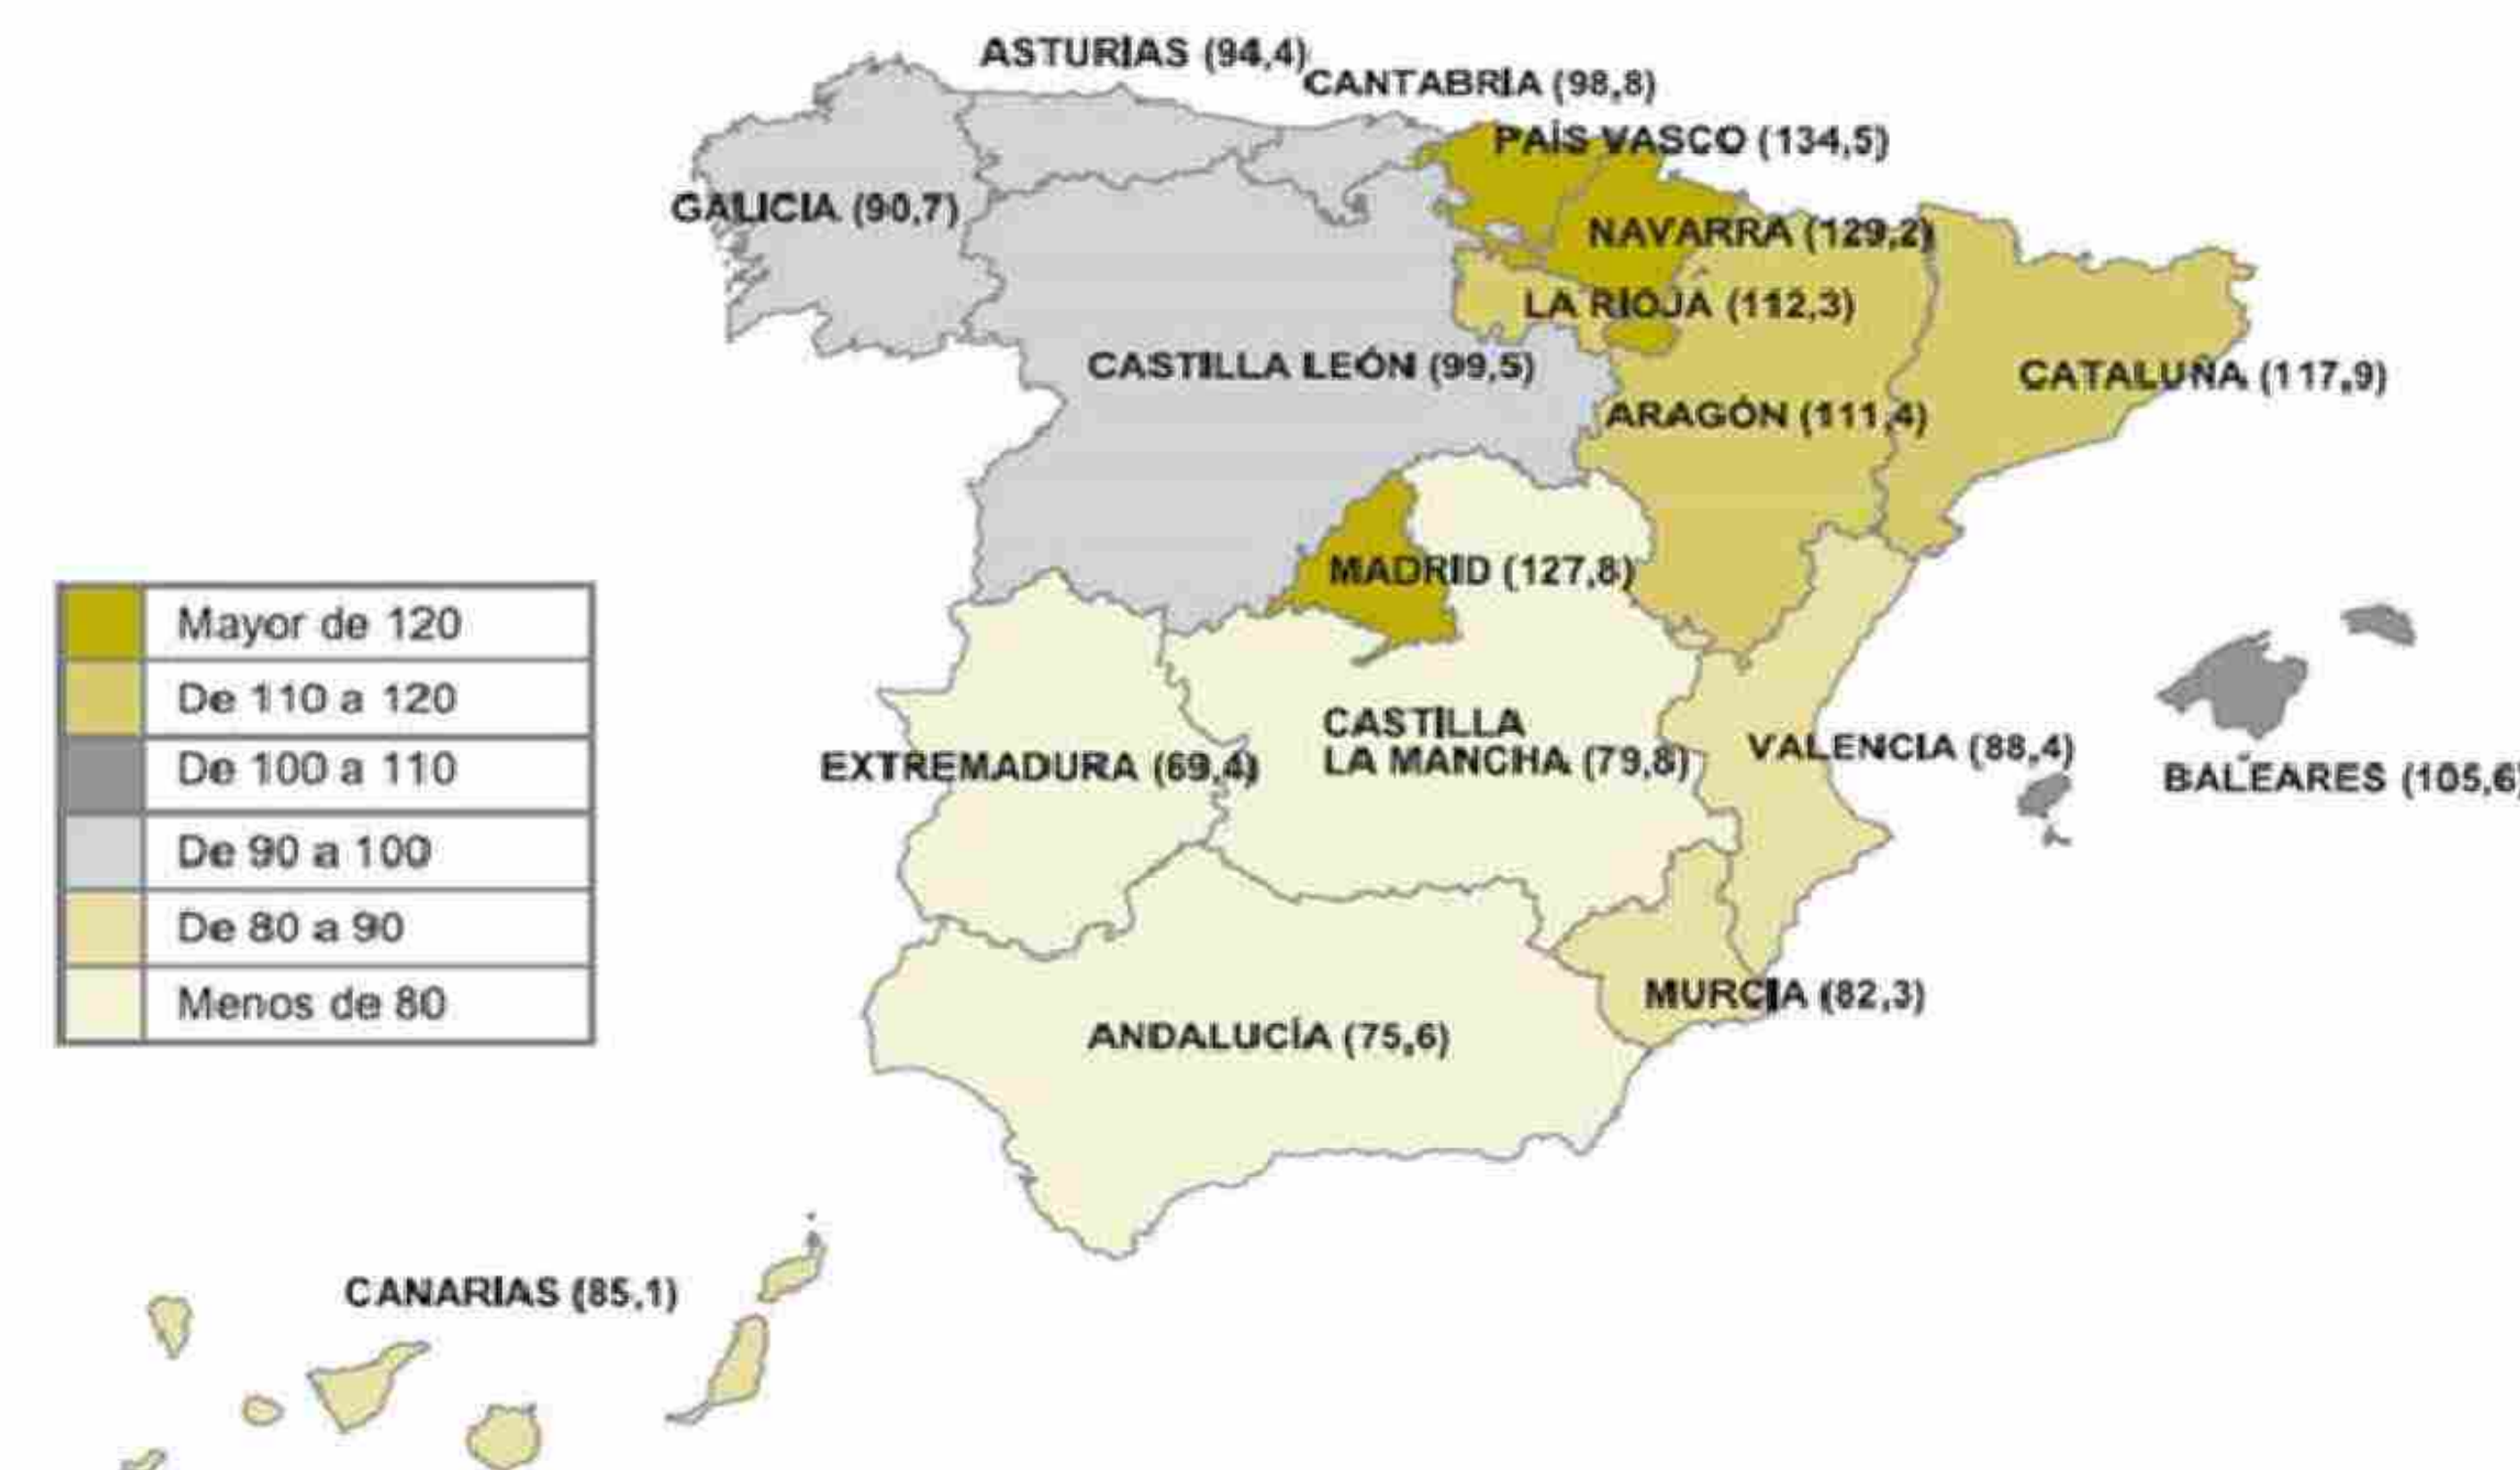 ASTURIAS (94,4)
CANTABRIA (98,8)
PAÍS VASCO (134,5)
GALICIA (90,7)
NAVARRA (129,2)
LA RIOJA (112,3)
CASTILLA LEÓN (99,5)
CATALUÑA (117,9)
ARAGÓN (111,4)
MADRID (127,8)
Mayor de 120
De 110 a 120
De 100 a 110
De 90 a 100
De 80 a 90
Menos de 80
CASTILLA
LA MANCHA (79,8)
EXTREMADURA (69,4)
VALENCIA (88,4)
BALEARES (105,6)
MURCIA (82,3)
ANDALUCÍA (75,6)
CANARIAS (85,1)